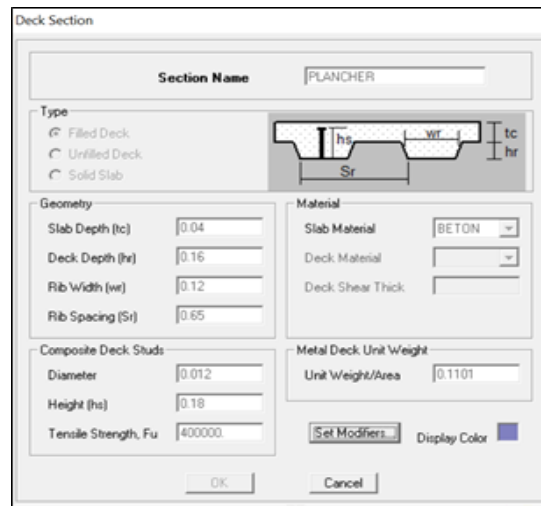 Deck Section
Section Name PLANCHER
Type
Filled Deck
Unfilled Deck
Solid Slab
hs wr tc
hr
Sr
Geometry
Slab Depth (tc) 0.04
Deck Depth (hr) 0.16
Rib Width (wr) 0.12
Rib Spacing (Sr) 0.65
Material
Slab Material BETON
Deck Material
Deck Shear Thick
Composite Deck Studs
Diameter 0.012
Height (hs) 0.18
Tensile Strength, Fu 400000.
Metal Deck Unit Weight
Unit Weight/Area 0.1101
Set Modifiers... Display Color
OK Cancel